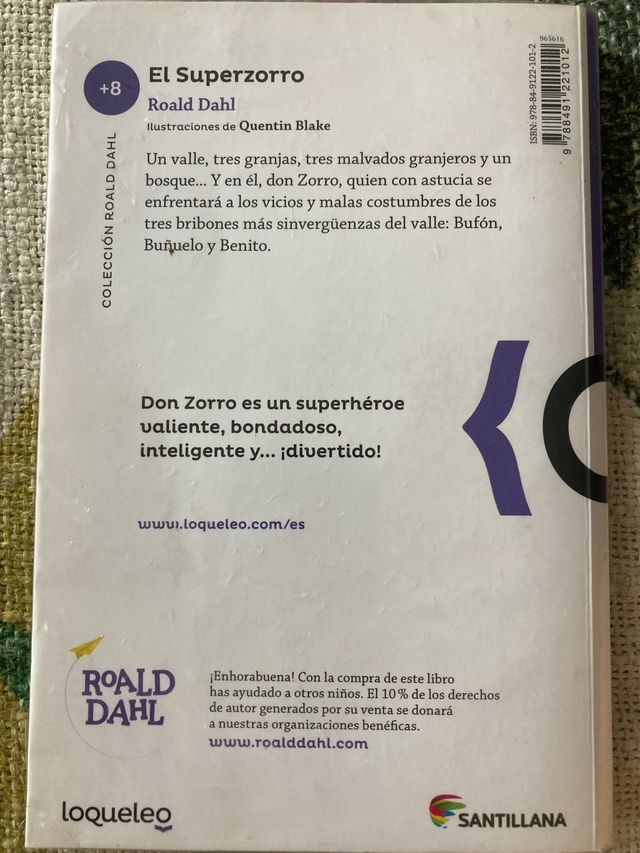 +8
El Superzorro
Roald Dahl
Ilustraciones de Quentin Blake
Un valle, tres granjas, tres malvados granjeros y un
bosque... Y en él, don Zorro, quien con astucia se
enfrentará a los vicios y malas costumbres de los
tres bribones más sinvergüenzas del valle: Bufón,
Buñuelo y Benito.
COLECCIÓN ROALD DAHL
965616
ISBN: 978-84-9122-101-2
9 788491 221012
Don Zorro es un superhéroe
valiente, bondadoso,
inteligente y... ¡divertido!
www.loqueleo.com/es
ROALD
DAHL
¡Enhorabuena! Con la compra de este libro
has ayudado a otros niños. El 10 % de los derechos
de autor generados por su venta se donará
a nuestras organizaciones benéficas.
www.roalddahl.com
loqueleo
SANTILLANA